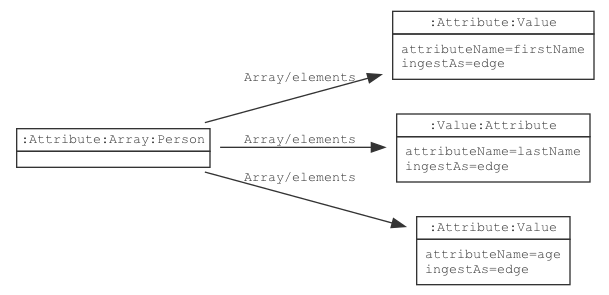 :Attribute:Value
attributeName=firstName
ingestAs=edge
Array/elements
:Attribute:Array:Person
Array/elements
:Value:Attribute
attributeName=lastName
ingestAs=edge
Array/elements
:Attribute:Value
attributeName=age
ingestAs=edge